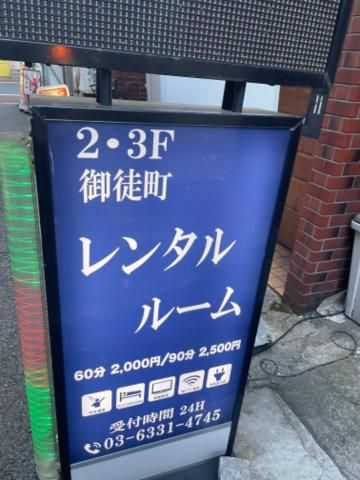 2・3F
御徒町
レンタル
ルーム
60分 2,000円/90分 2,500円
受付時間 24H
03-6331-4745